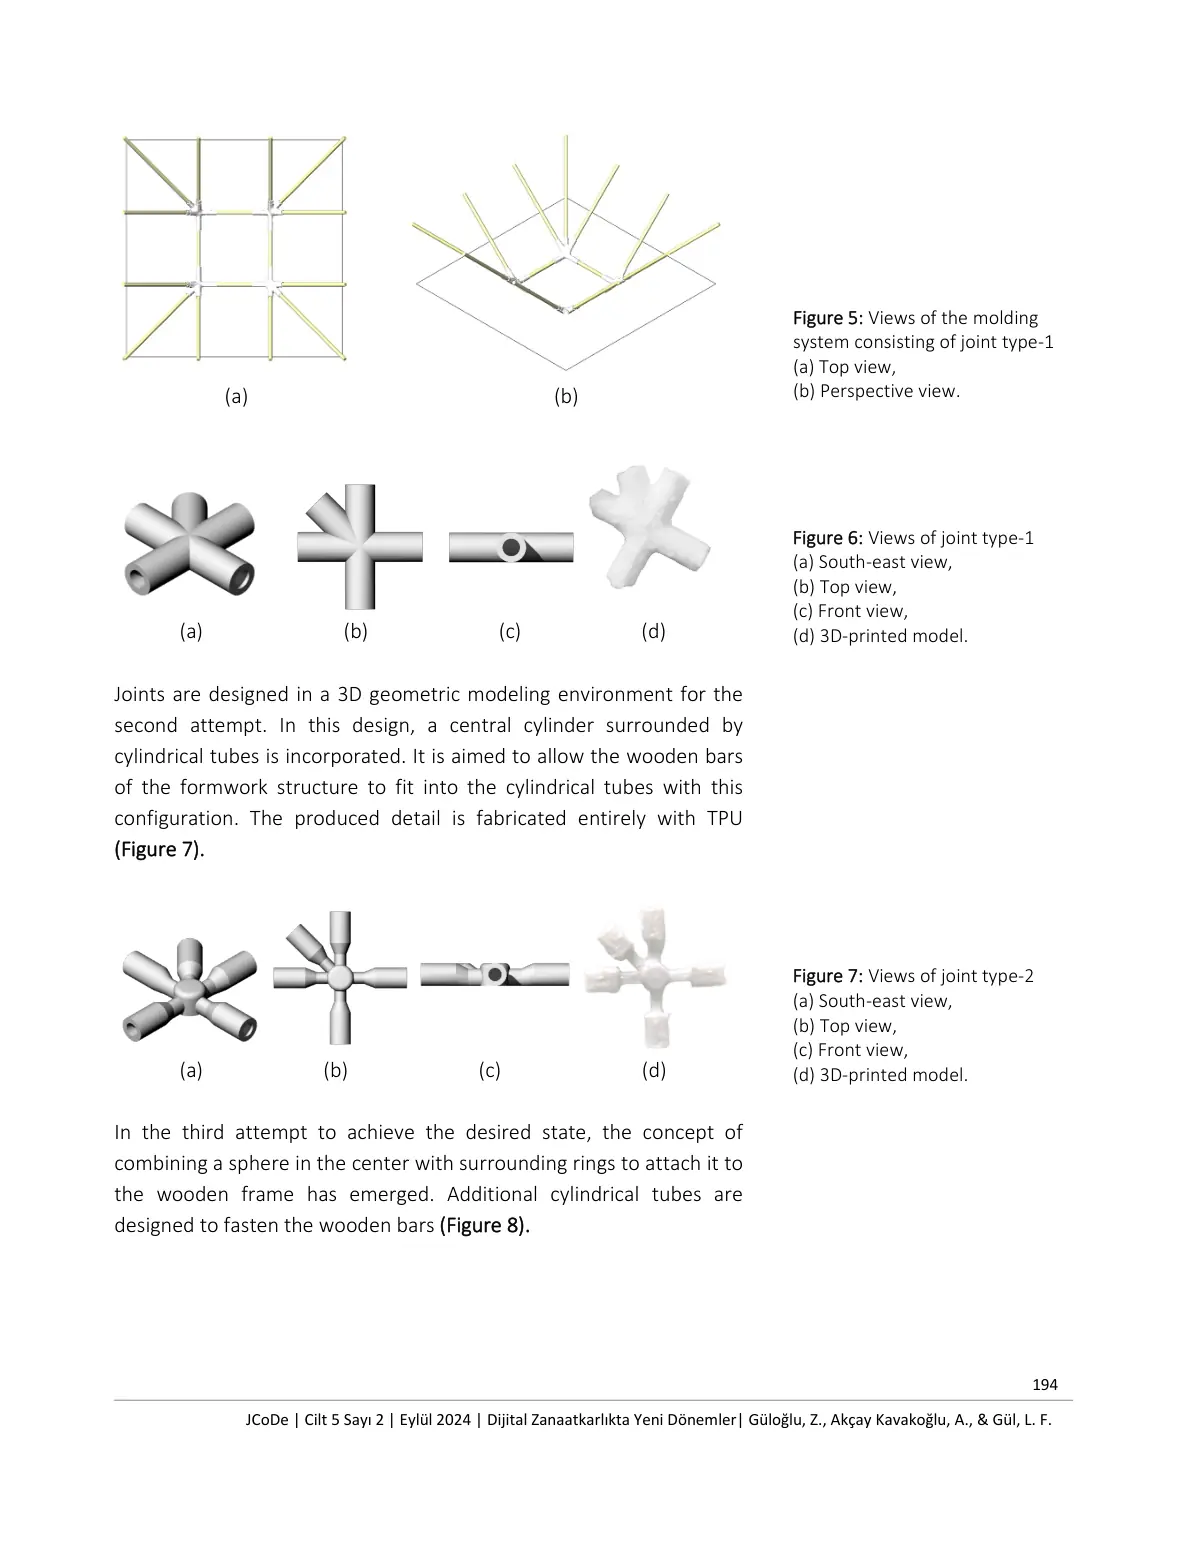 (a)
(b)
Figure 5: Views of the molding
system consisting of joint type-1
(a) Top view,
(b) Perspective view.
(a)
(b)
(c)
(d)
Figure 6: Views of joint type-1
(a) South-east view,
(b) Top view,
(c) Front view,
(d) 3D-printed model.
Joints are designed in a 3D geometric modeling environment for the
second attempt. In this design, a central cylinder surrounded by
cylindrical tubes is incorporated. It is aimed to allow the wooden bars
of the formwork structure to fit into the cylindrical tubes with this
configuration. The produced detail is fabricated entirely with TPU
(Figure 7).
(a)
(b)
(c)
(d)
Figure 7: Views of joint type-2
(a) South-east view,
(b) Top view,
(c) Front view,
(d) 3D-printed model.
In the third attempt to achieve the desired state, the concept of
combining a sphere in the center with surrounding rings to attach it to
the wooden frame has emerged. Additional cylindrical tubes are
designed to fasten the wooden bars (Figure 8).
194
JCoDe | Cilt 5 Sayı 2 | Eylül 2024 | Dijital Zanaatkarlıkta Yeni Dönemler| Güloğlu, Z., Akçay Kavakoğlu, A., & Gül, L. F.